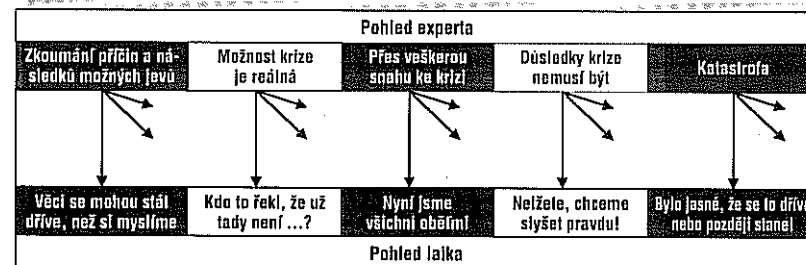 Pohled experta
Zkoumání příčin a ná-
sledků možných jevů
Možnost krize
je reálná
Přes veškerou
snahu ke krizi
Důsledky krize
nemusí být
Katastrofa
Věci se mohou stát
dříve, než si myslíme
Kdo to řekl, že už
tady není ...?
Nyní jsme
všichni oběťmi
Nelžete, chceme
slyšet pravdu!
Bylo jasné, že se to dříve
nebo později stane!
Pohled laika